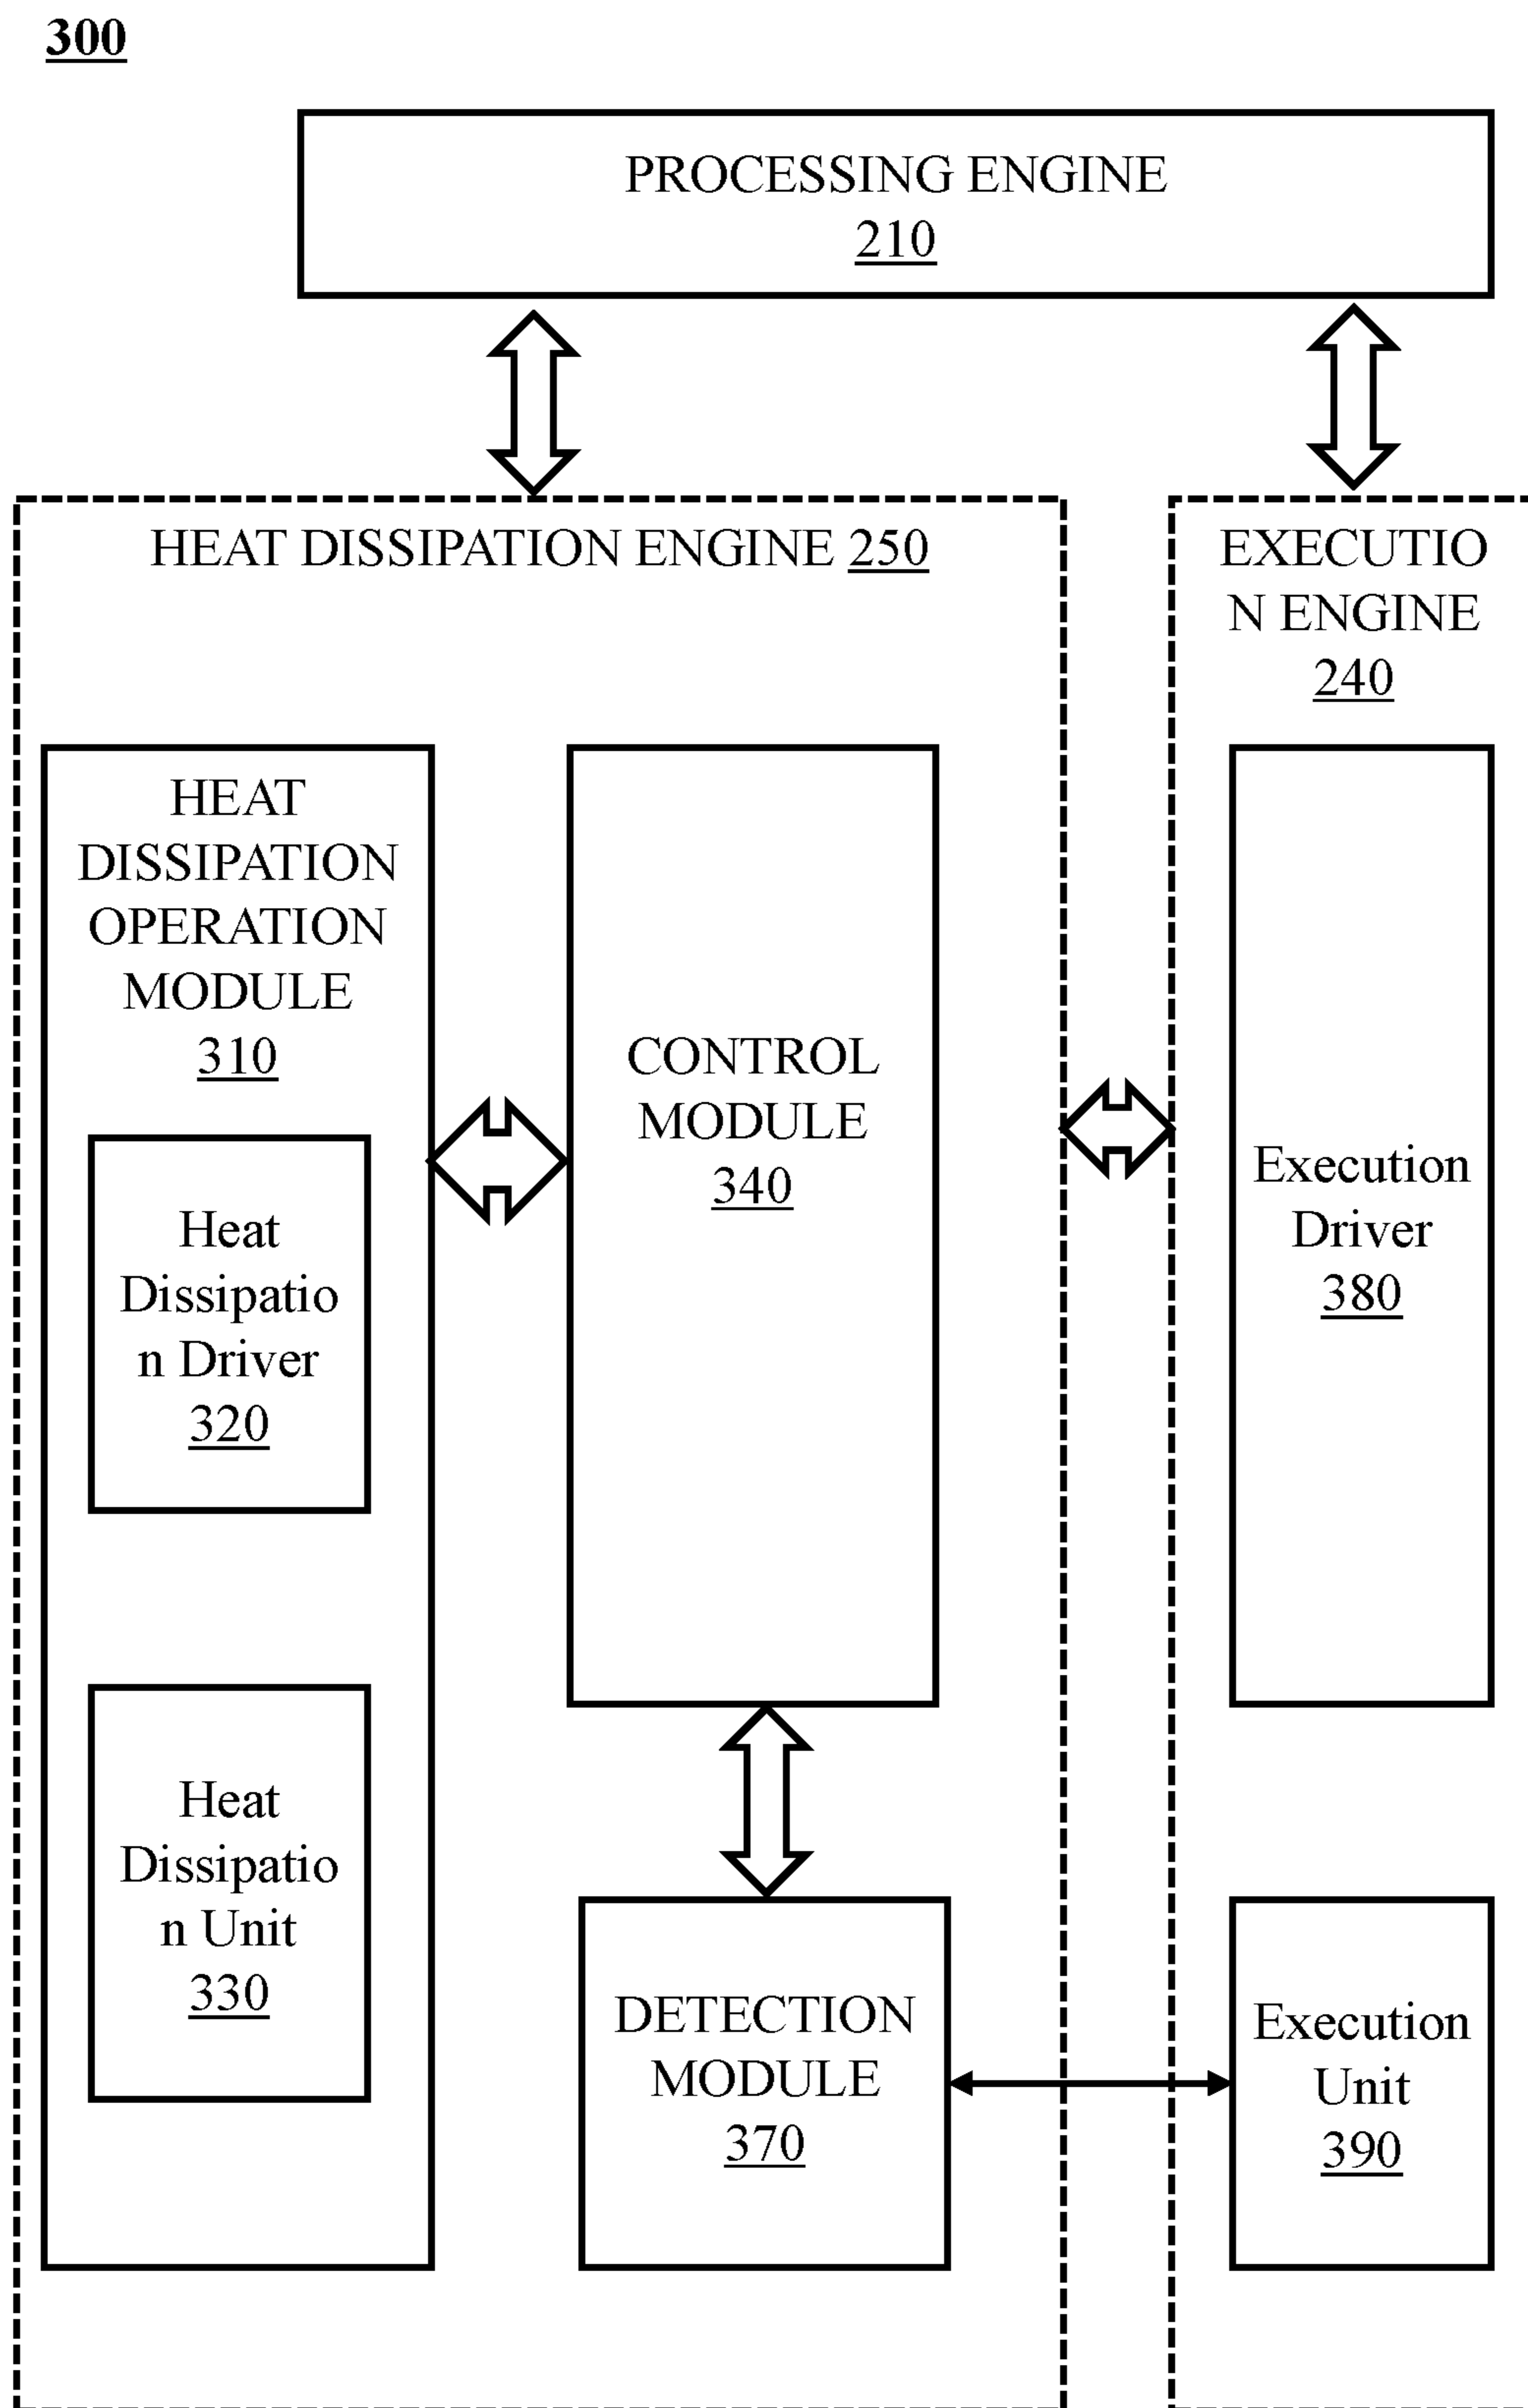 300
PROCESSING ENGINE
210
HEAT DISSIPATION ENGINE 250
EXECUTIO
N ENGINE
240
HEAT
DISSIPATION
OPERATION
MODULE
310
Heat
Dissipatio
n Driver
320
Heat
Dissipatio
n Unit
330
CONTROL
MODULE
340
DETECTION
MODULE
370
Execution
Driver
380
Execution
Unit
390